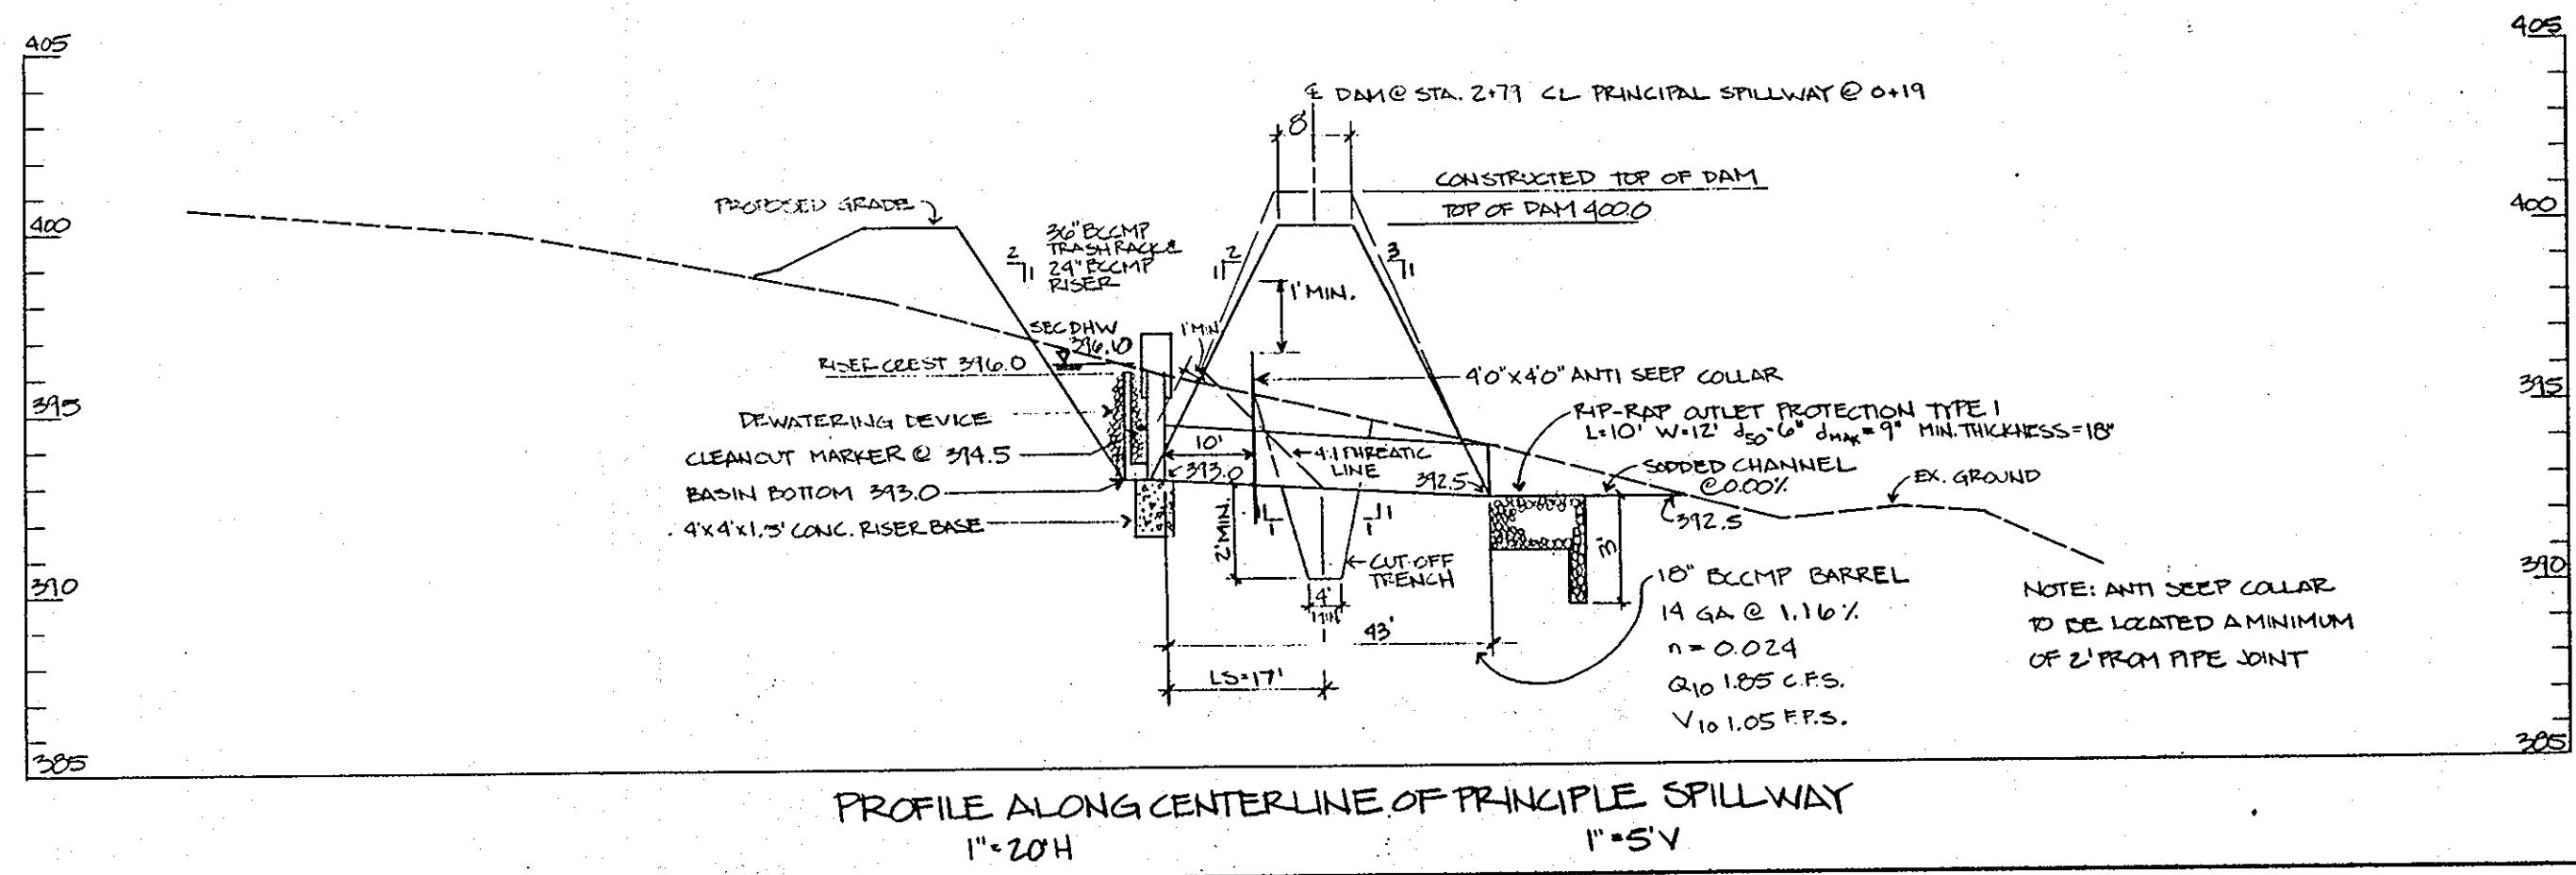 405
405
℄ DAM @ STA. 2+79 CL PRINCIPAL SPILLWAY @ 0+19
8'
CONSTRUCTED TOP OF DAM
TOP OF DAM 400.0
PROPOSED GRADE
400
400
36" BCCMP
TRASH RACK &
24" BCCMP
RISER
2
1
2
1
3
1
1' MIN.
SEC DHW
396.10
1' MIN
RISER CREST 396.0
4'0" X 4'0" ANTI SEEP COLLAR
395
395
DEWATERING DEVICE
RIP-RAP OUTLET PROTECTION TYPE 1
L=10' W=12' d50=6" dMAX=9" MIN. THICKNESS=18"
CLEANOUT MARKER @ 394.5
10'
4:1 PHREATIC
LINE
SODDED CHANNEL
@ 0.00%
BASIN BOTTOM 393.0
393.0
392.5
EX. GROUND
4'X4'X1.3' CONC. RISER BASE
2' MIN.
1
1
1
1
392.5
3'
CUT-OFF
TRENCH
390
390
4'
MIN
18" BCCMP BARREL
14 GA @ 1.16%
n = 0.024
Q10 1.85 C.F.S.
V10 1.05 F.P.S.
43'
LS=17'
NOTE: ANTI SEEP COLLAR
TO BE LOCATED A MINIMUM
OF 2' FROM PIPE JOINT
385
385
PROFILE ALONG CENTERLINE OF PRINCIPLE SPILLWAY
1"=20'H
1"=5'V